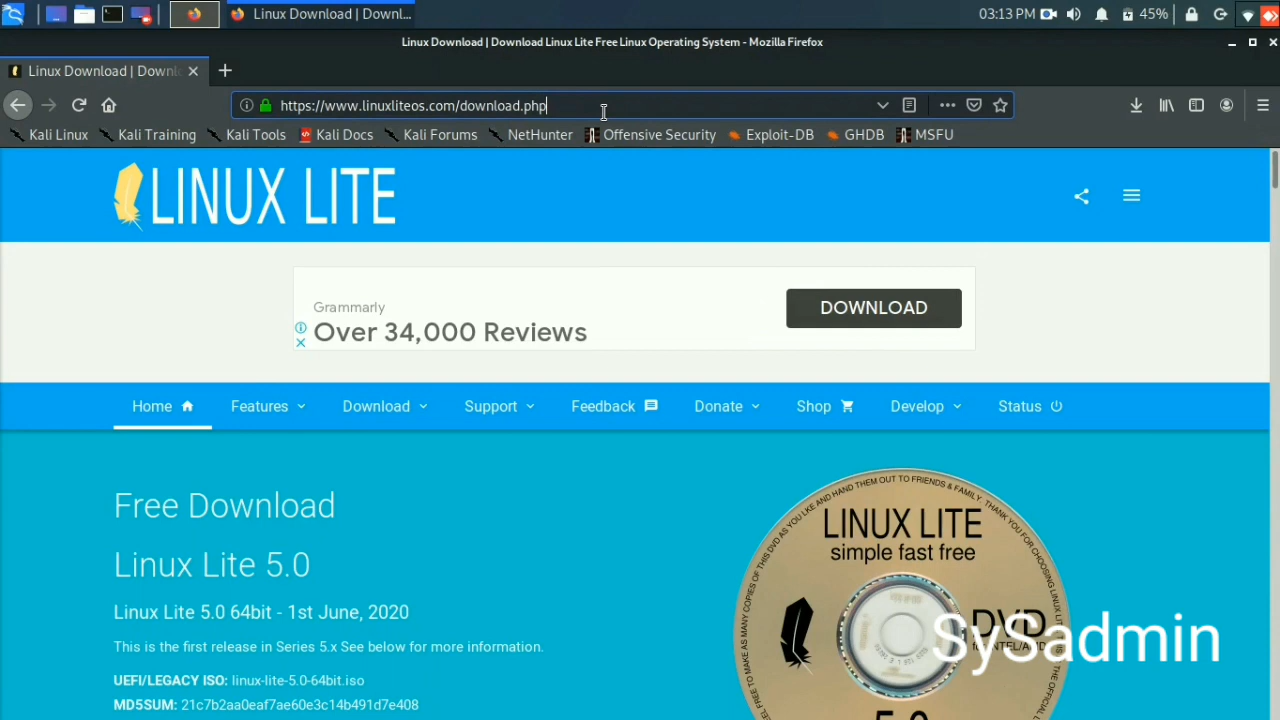 Linux Download | Downl...
03:13 PM
45%
Linux Download | Download Linux Lite Free Linux Operating System - Mozilla Firefox
Linux Download | Downl
https://www.linuxliteos.com/download.php
Kali Linux Kali Training Kali Tools Kali Docs Kali Forums NetHunter Offensive Security Exploit-DB GHDB MSFU
LINUX LITE
Grammarly
Over 34,000 Reviews
DOWNLOAD
Home Features Download Support Feedback Donate Shop Develop Status
Free Download
Linux Lite 5.0
Linux Lite 5.0 64bit - 1st June, 2020
This is the first release in Series 5.x See below for more information.
UEFI/LEGACY ISO: linux-lite-5.0-64bit.iso
MD5SUM: 21c7b2aa0eaf7ae60e3c14b491d7e408
LINUX LITE
simple fast free
DVD
5.0
SySadmin